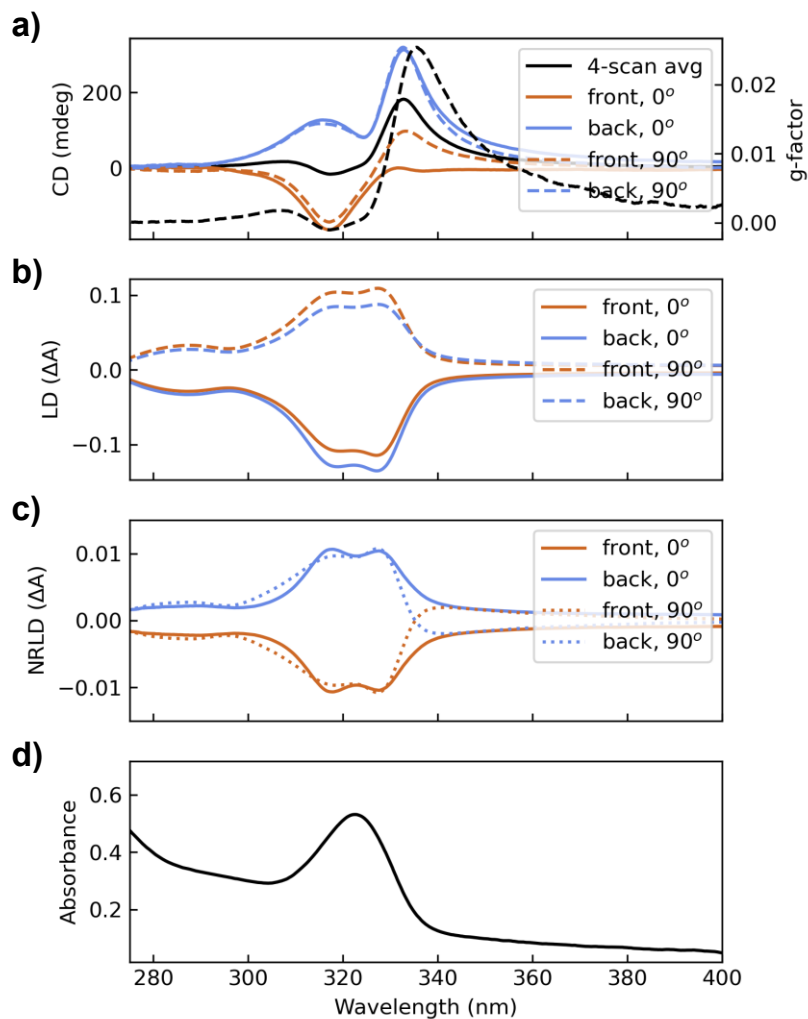 a)
CD (mdeg)
200
0
4-scan avg
front, 0°
back, 0°
front, 90°
back, 90°
0.02
0.01
0.00
g-factor
b)
LD (ΔA)
0.1
0.0
−0.1
front, 0°
back, 0°
front, 90°
back, 90°
c)
NRLD (ΔA)
0.01
0.00
−0.01
front, 0°
back, 0°
front, 90°
back, 90°
d)
Absorbance
0.6
0.4
0.2
280 300 320 340 360 380 400
Wavelength (nm)